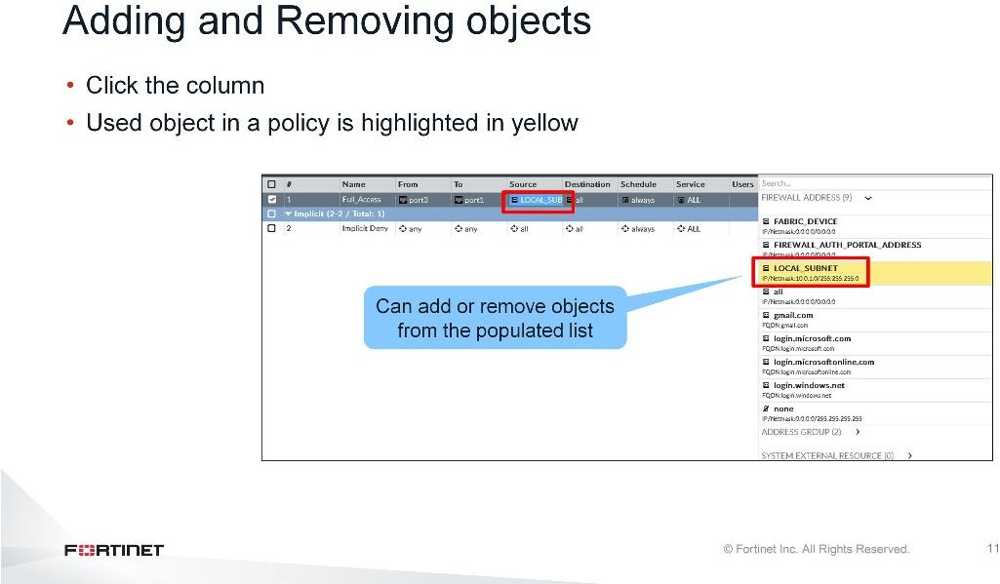 Adding and Removing objects
• Click the column
• Used object in a policy is highlighted in yellow
# Name From To Source Destination Schedule Service Users
1 Full_Access port3 port1 LOCAL_SUB all always ALL
Implicit (2-2 / Total: 1)
2 Implicit Deny any any all all always ALL
Search...
FIREWALL ADDRESS (9)
FABRIC_DEVICE
IP/Netmask:0.0.0.0/0.0.0.0
FIREWALL_AUTH_PORTAL_ADDRESS
IP/Netmask:0.0.0.0/0.0.0.0
LOCAL_SUBNET
IP/Netmask:10.0.1.0/255.255.255.0
all
IP/Netmask:0.0.0.0/0.0.0.0
gmail.com
FQDN:gmail.com
login.microsoft.com
FQDN:login.microsoft.com
login.microsoftonline.com
FQDN:login.microsoftonline.com
login.windows.net
FQDN:login.windows.net
none
IP/Netmask:0.0.0.0/255.255.255.255
ADDRESS GROUP (2)
SYSTEM EXTERNAL RESOURCE (0)
Can add or remove objects
from the populated list
FORTINET
© Fortinet Inc. All Rights Reserved.
11